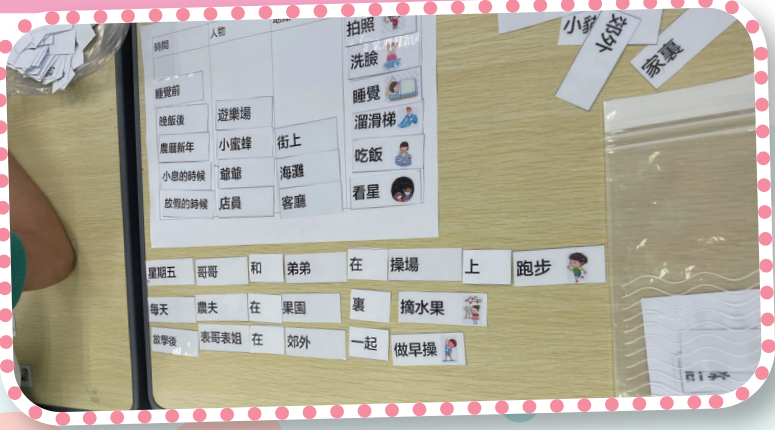 時間 人物
拍照
洗臉
睡覺前 睡覺
晚飯後 遊樂場 溜滑梯
農曆新年 小蜜蜂 街上 吃飯
小息的時候 爺爺 海灘 看星
放假的時候 店員 客廳
郊外
舊家
星期五 哥哥 和 弟弟 在 操場 上 跑步
每天 農夫 在 果園 裏 摘水果
放學後 表哥表姐 在 郊外 一起 做早操